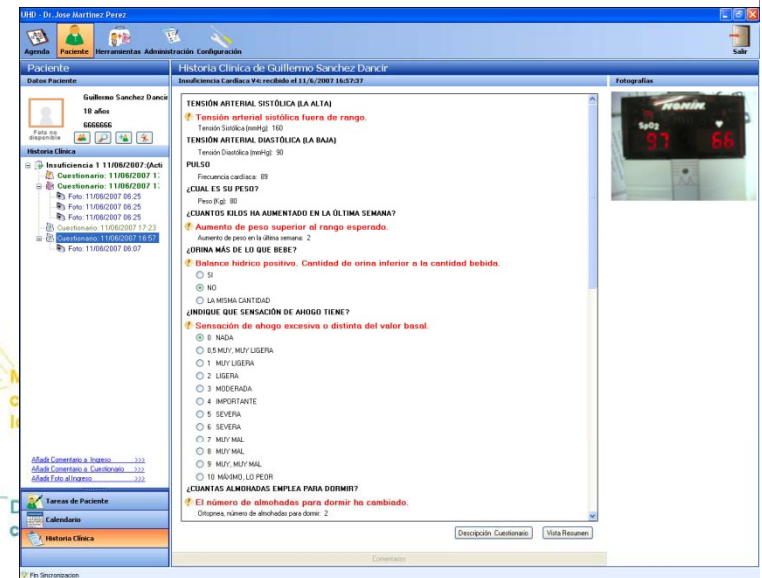 UHD - Dr. Jose Martinez Perez
Agenda
Paciente
Herramientas
Administración
Configuración
Salir
Paciente
Datos Paciente
Guillermo Sanchez Dancir
18 años
6666666
Foto no disponible
Historia Clínica
Insuficiencia 1 11/06/2007:(Acti
Cuestionario: 11/06/2007 1
Cuestionario: 11/06/2007 1
Foto: 11/06/2007 06:25
Foto: 11/06/2007 06:25
Foto: 11/06/2007 06:25
Cuestionario: 11/06/2007 17:23
Cuestionario: 11/06/2007 16:57
Foto: 11/06/2007 06:07
Añadir Comentario a Ingreso >>>
Añadir Comentario a Cuestionario >>>
Añadir Foto al Ingreso >>>
Tareas de Paciente
Calendario
Historia Clínica
Fin Sincronizacion
Historia Clínica de Guillermo Sanchez Dancir
Insuficiencia Cardíaca V4: recibido el 11/6/2007 16:57:37
TENSIÓN ARTERIAL SISTÓLICA (LA ALTA)
Tensión arterial sistólica fuera de rango.
Tensión Sistólica (mmHg): 160
TENSIÓN ARTERIAL DIASTÓLICA (LA BAJA)
Tensión Diastólica (mmHg): 90
PULSO
Frecuencia cardíaca: 89
¿CUAL ES SU PESO?
Peso (Kg): 80
¿CUANTOS KILOS HA AUMENTADO EN LA ÚLTIMA SEMANA?
Aumento de peso superior al rango esperado.
Aumento de peso en la última semana: 2
¿ORINA MÁS DE LO QUE BEBE?
Balance hídrico positivo. Cantidad de orina inferior a la cantidad bebida.
SI
NO
LA MISMA CANTIDAD
¿INDIQUE QUE SENSACIÓN DE AHOGO TIENE?
Sensación de ahogo excesiva o distinta del valor basal.
0 NADA
0,5 MUY, MUY LIGERA
1 MUY LIGERA
2 LIGERA
3 MODERADA
4 IMPORTANTE
5 SEVERA
6 SEVERA
7 MUY MAL
8 MUY MAL
9 MUY, MUY MAL
10 MÁXIMO, LO PEOR
¿CUANTAS ALMOHADAS EMPLEA PARA DORMIR?
El número de almohadas para dormir ha cambiado.
Ortopnea, número de almohadas para dormir: 2
Descripción Cuestionario
Vista Resumen
Comentarios
Fotografías
NONIN
SpO2
97
66